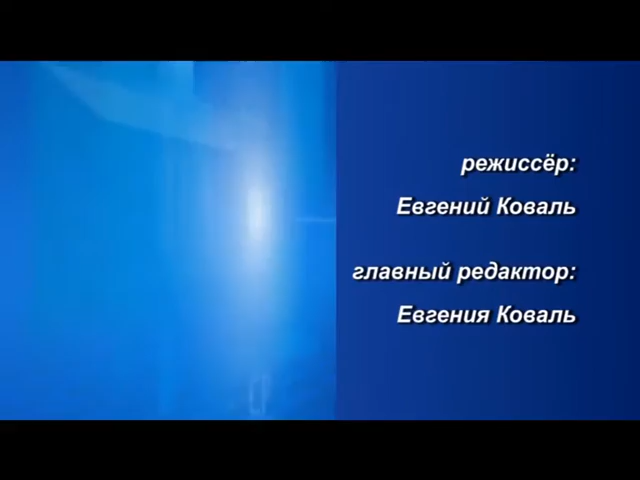 режиссёр:
Евгений Коваль
главный редактор:
Евгения Коваль